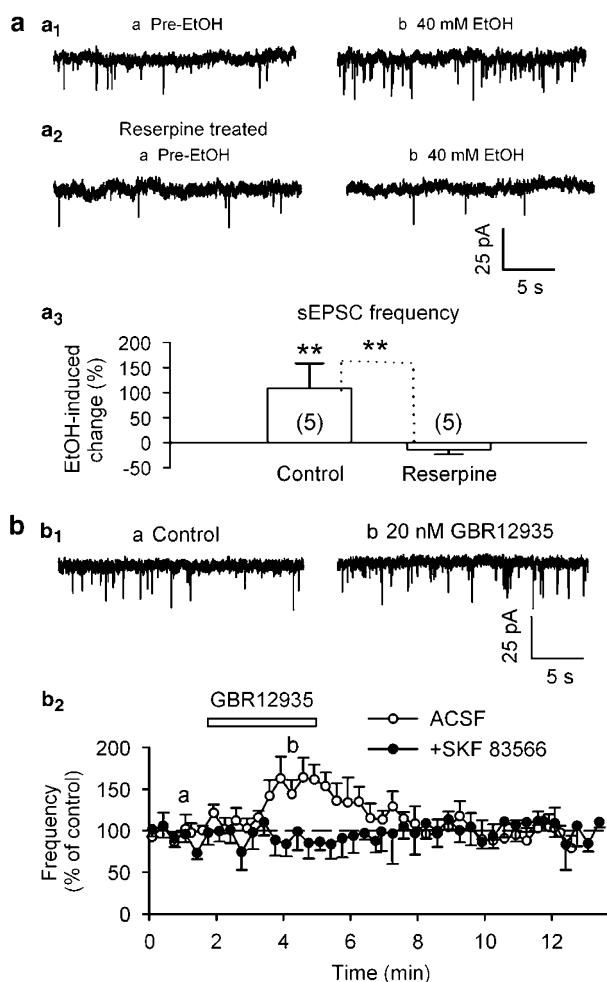 a
a1 a Pre-EtOH b 40 mM EtOH
a2 Reserpine treated
a Pre-EtOH b 40 mM EtOH
25 pA
5 s
a3 sEPSC frequency
EtOH-induced
change (%)
200
150
100
50
0
-50
** **
(5) (5)
Control Reserpine
b
b1 a Control b 20 nM GBR12935
25 pA
5 s
b2
GBR12935
ACSF
+SKF 83566
Frequency
(% of control)
200
150
100
50
0
a b
0 2 4 6 8 10 12
Time (min)